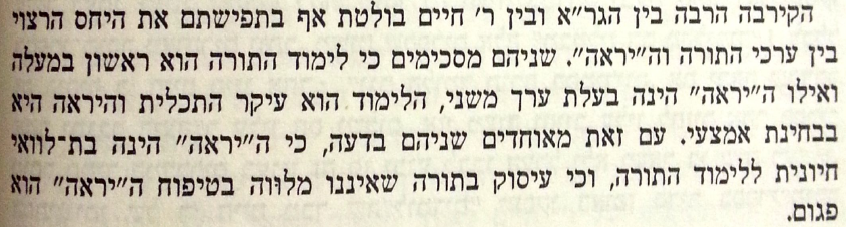 הקירבה הרבה בין הגר״א ובין ר׳ חיים בולטת אף בתפישתם את היחס הרצוי
בין ערכי התורה וה״יראה״. שניהם מסכימים כי לימוד התורה הוא ראשון במעלה
ואילו ה״יראה״ הינה בעלת ערך משני, הלימוד הוא עיקר התכלית והיראה היא
בבחינת אמצעי. עם זאת מאוחדים שניהם בדעה, כי ה״יראה״ הינה בת־לוואי
חיונית ללימוד התורה, וכי עיסוק בתורה שאיננו מלוּוה בטיפוח ה״יראה״ הוא
פגום.